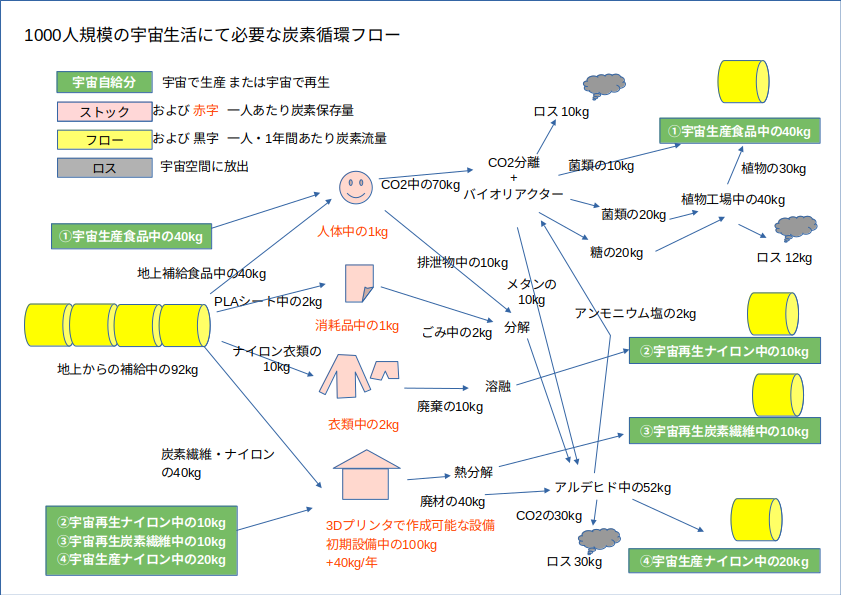 1000人規模の宇宙生活にて必要な炭素循環フロー
宇宙自給分 宇宙で生産 または宇宙で再生
ストック および 赤字 一人あたり炭素保存量
フロー および 黒字 一人・1年間あたり炭素流量
ロス 宇宙空間に放出
ロス 10kg
①宇宙生産食品中の40kg
CO2分離
+
バイオリアクター
菌類の10kg
植物の30kg
CO2中の70kg
植物工場中の40kg
菌類の20kg
①宇宙生産食品中の40kg
人体中の1kg
糖の20kg
ロス 12kg
地上補給食品中の40kg
排泄物中の10kg
メタンの
10kg
PLAシート中の2kg
アンモニウム塩の2kg
消耗品中の1kg
ごみ中の2kg
分解
ナイロン衣類の
10kg
②宇宙再生ナイロン中の10kg
地上からの補給中の92kg
溶融
廃棄の10kg
衣類中の2kg
③宇宙再生炭素繊維中の10kg
炭素繊維・ナイロン
の40kg
熱分解
廃材の40kg
アルデヒド中の52kg
CO2の30kg
②宇宙再生ナイロン中の10kg
③宇宙再生炭素繊維中の10kg
④宇宙生産ナイロン中の20kg
3Dプリンタで作成可能な設備
初期設備中の100kg
+40kg/年
ロス 30kg
④宇宙生産ナイロン中の20kg